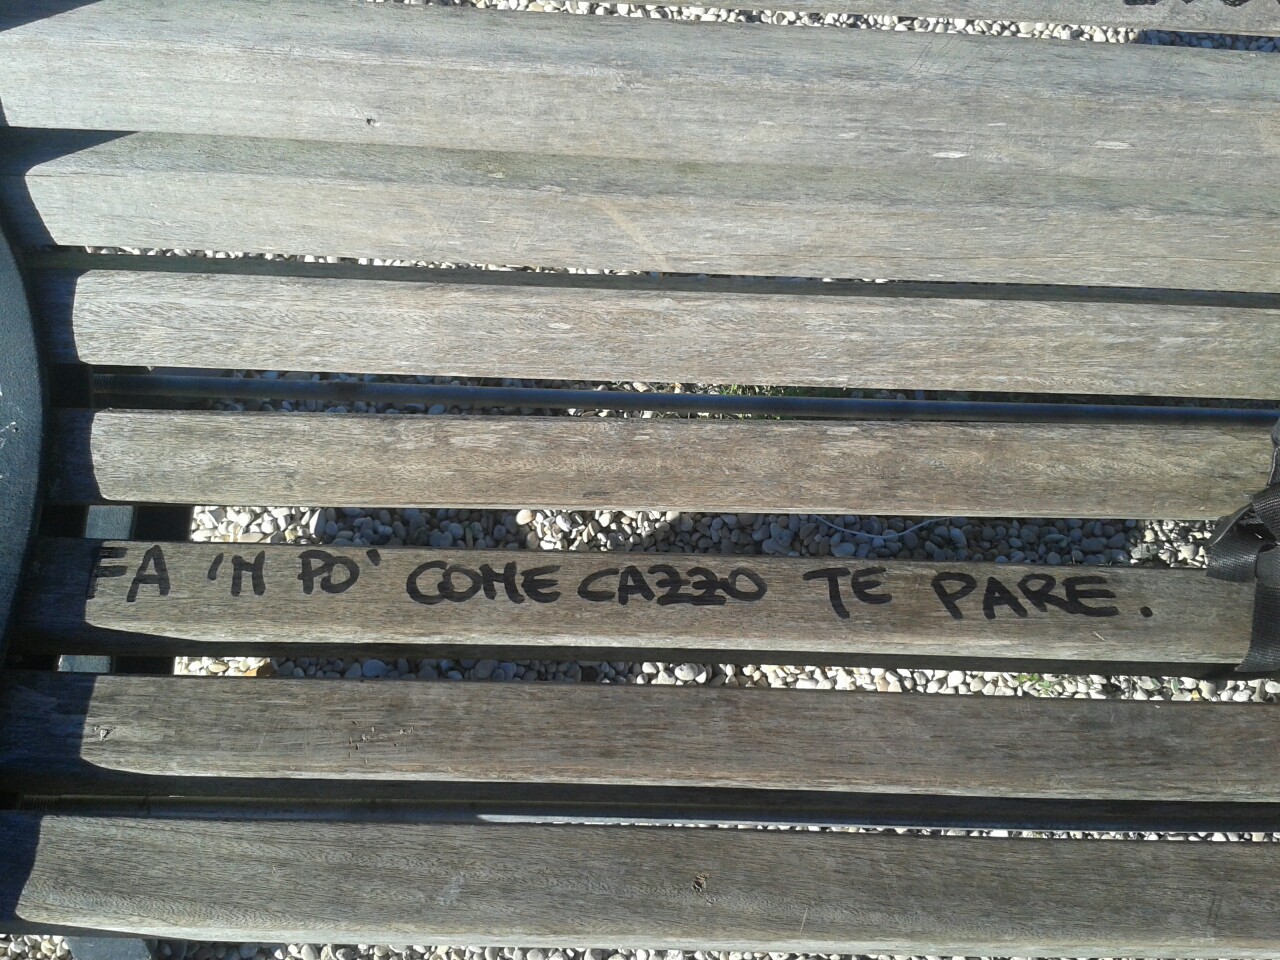 FA 'N PO' COME CAZZO TE PARE.